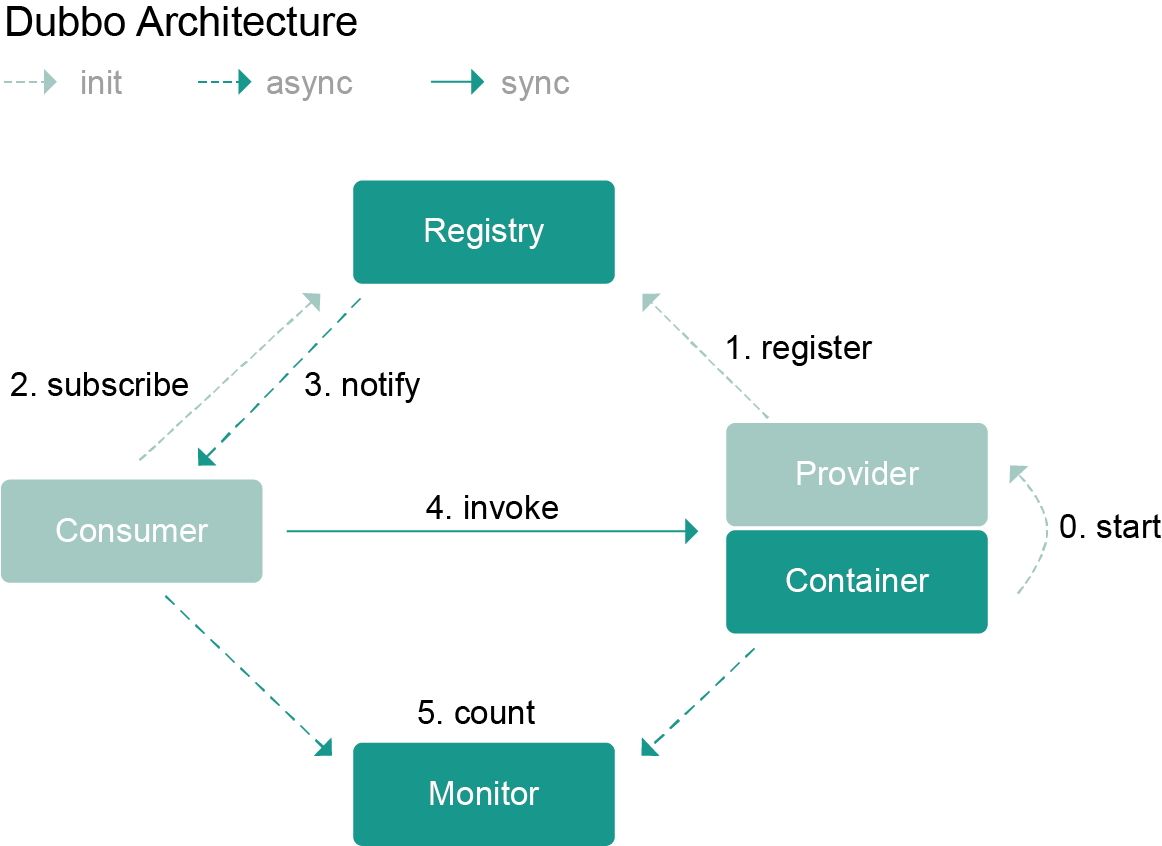 Dubbo Architecture
init async sync
Registry
1. register
2. subscribe
3. notify
Provider
4. invoke
Consumer
0. start
Container
5. count
Monitor